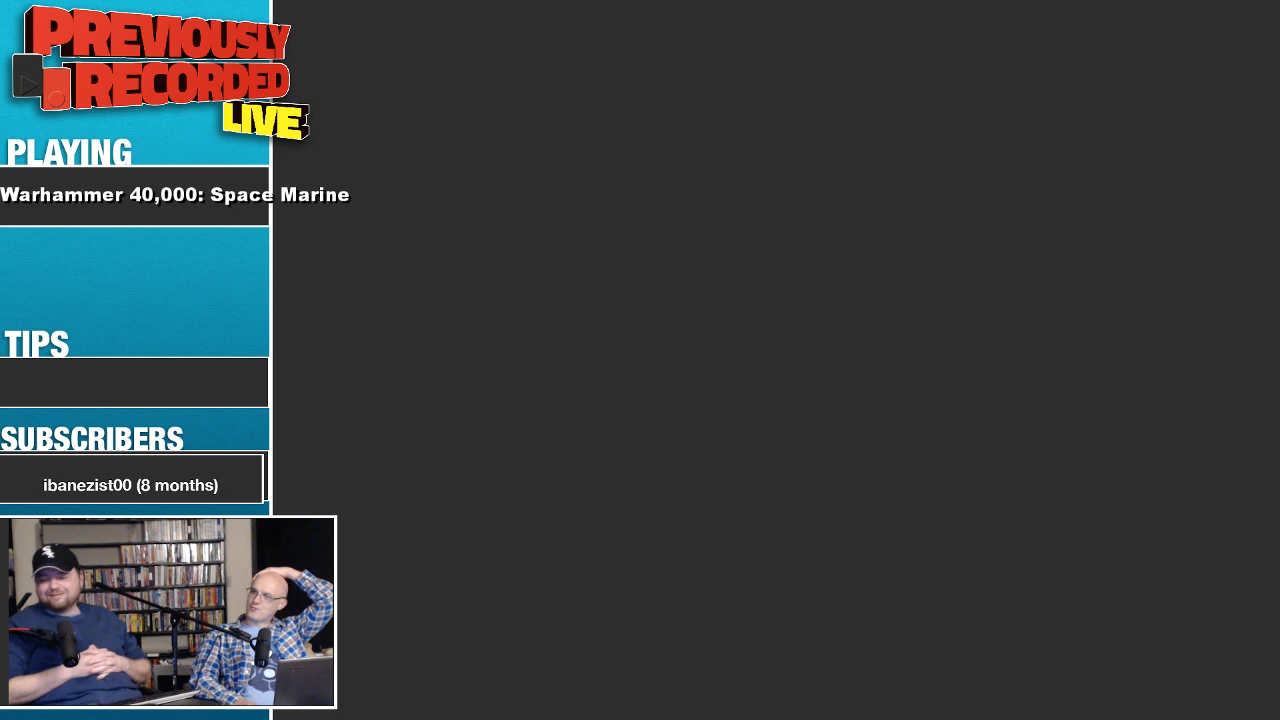 PREVIOUSLY
RECORDED
LIVE
PLAYING
Warhammer 40,000: Space Marine
TIPS
SUBSCRIBERS
ibanezist00 (8 months)